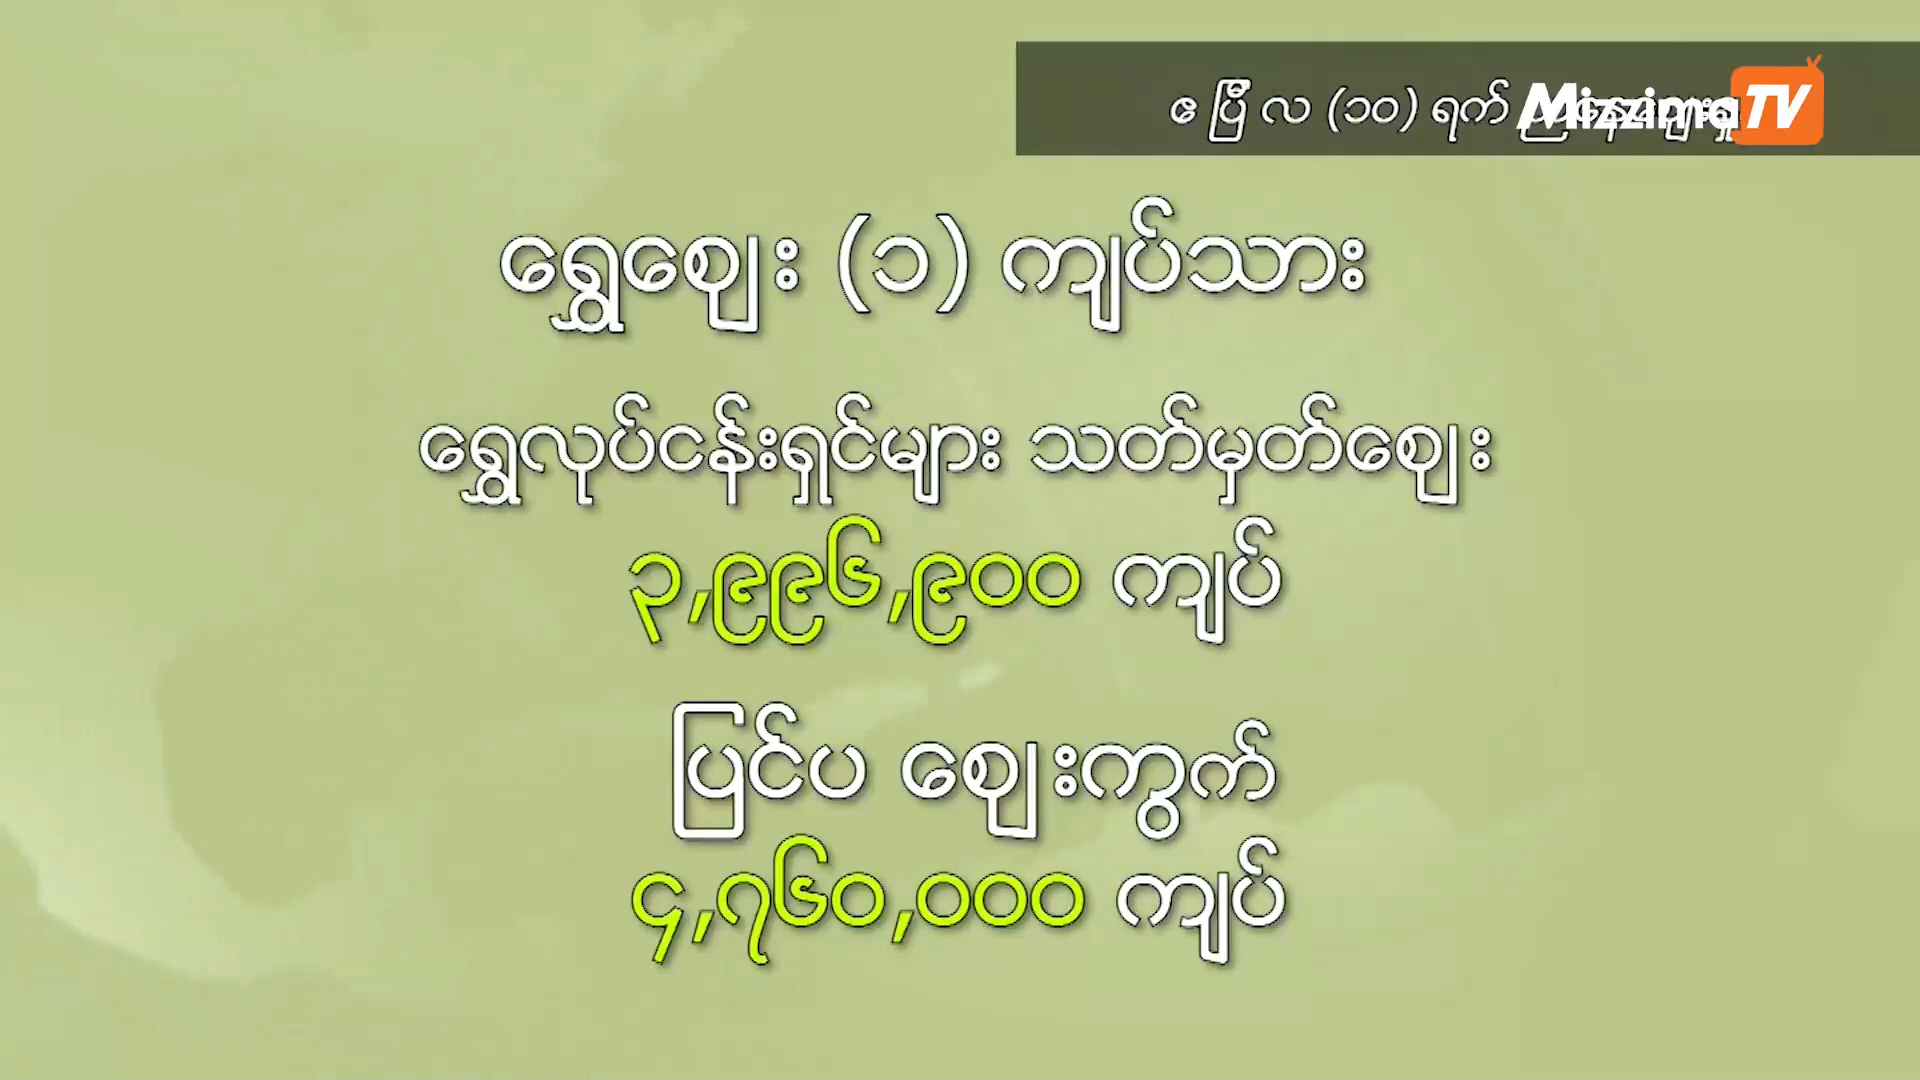 ဧပြီလ (၁၀) ရက်
Mizzima TV
ရွှေဈေး (၁) ကျပ်သား
ရွှေလုပ်ငန်းရှင်များ သတ်မှတ်ဈေး
၃,၉၉၆,၉၀၀ ကျပ်
ပြင်ပ ဈေးကွက်
၄,၇၆၀,၀၀၀ ကျပ်